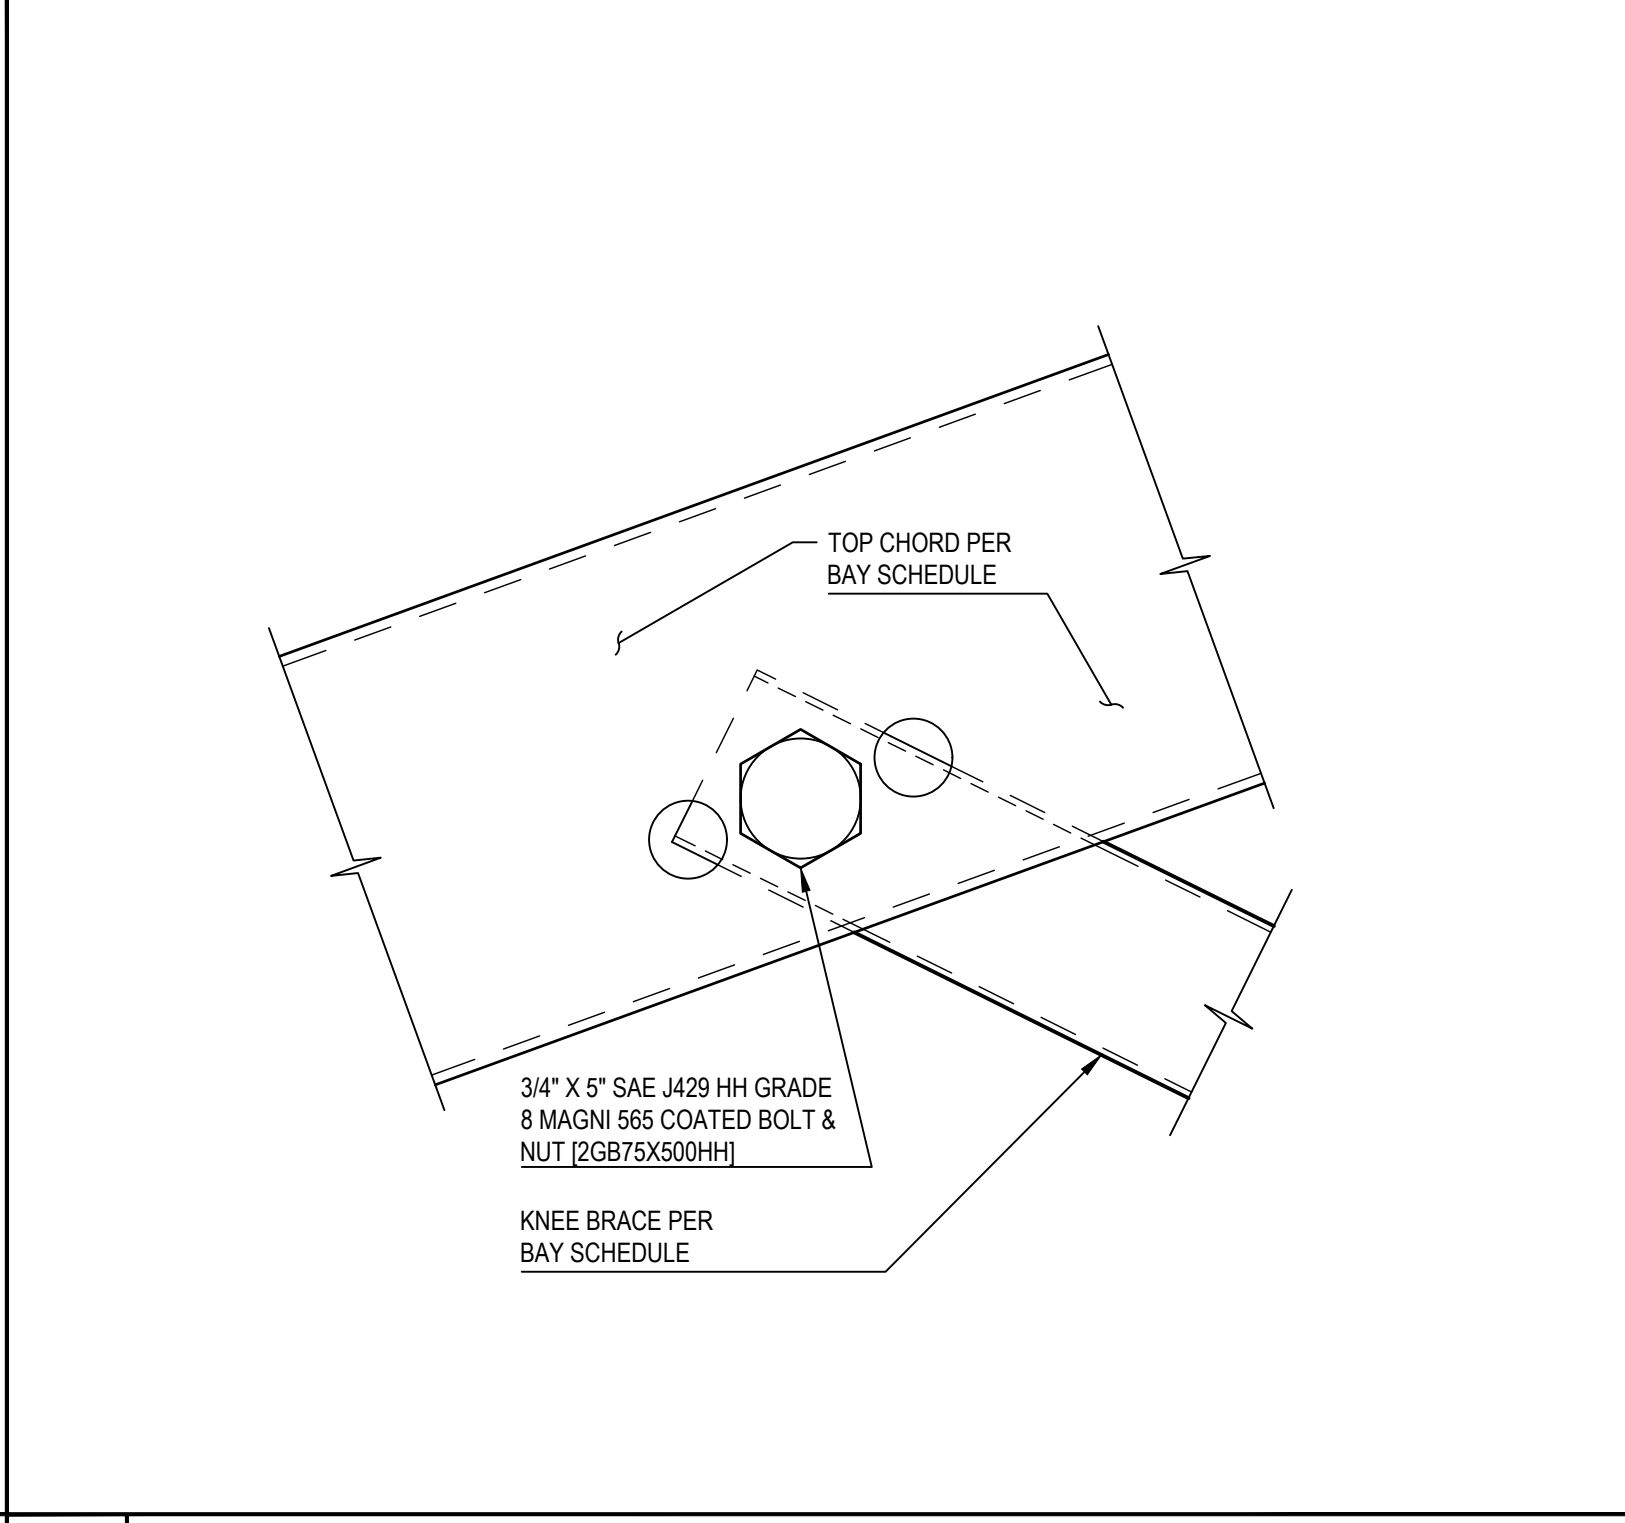 TOP CHORD PER
BAY SCHEDULE
3/4" X 5" SAE J429 HH GRADE
8 MAGNI 565 COATED BOLT &
NUT [2GB75X500HH]
KNEE BRACE PER
BAY SCHEDULE